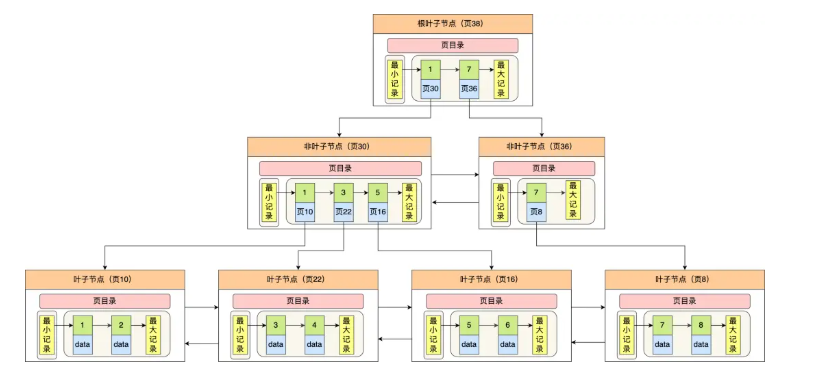 根叶子节点（页38）
页目录
最小记录
1
7
最大记录
页30
页36
非叶子节点（页30）
页目录
最小记录
1
3
5
最大记录
页10
页22
页16
非叶子节点（页36）
页目录
最小记录
7
最大记录
页8
叶子节点（页10）
页目录
最小记录
1
2
最大记录
data
data
叶子节点（页22）
页目录
最小记录
3
4
最大记录
data
data
叶子节点（页16）
页目录
最小记录
5
6
最大记录
data
data
叶子节点（页8）
页目录
最小记录
7
8
最大记录
data
data